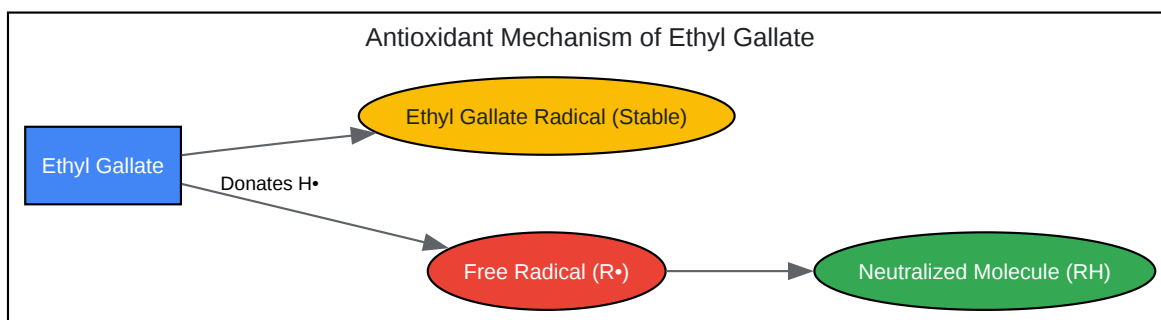 Antioxidant Mechanism of Ethyl Gallate
Ethyl Gallate Radical (Stable)
Ethyl Gallate
Donates H•
Free Radical (R•)
Neutralized Molecule (RH)